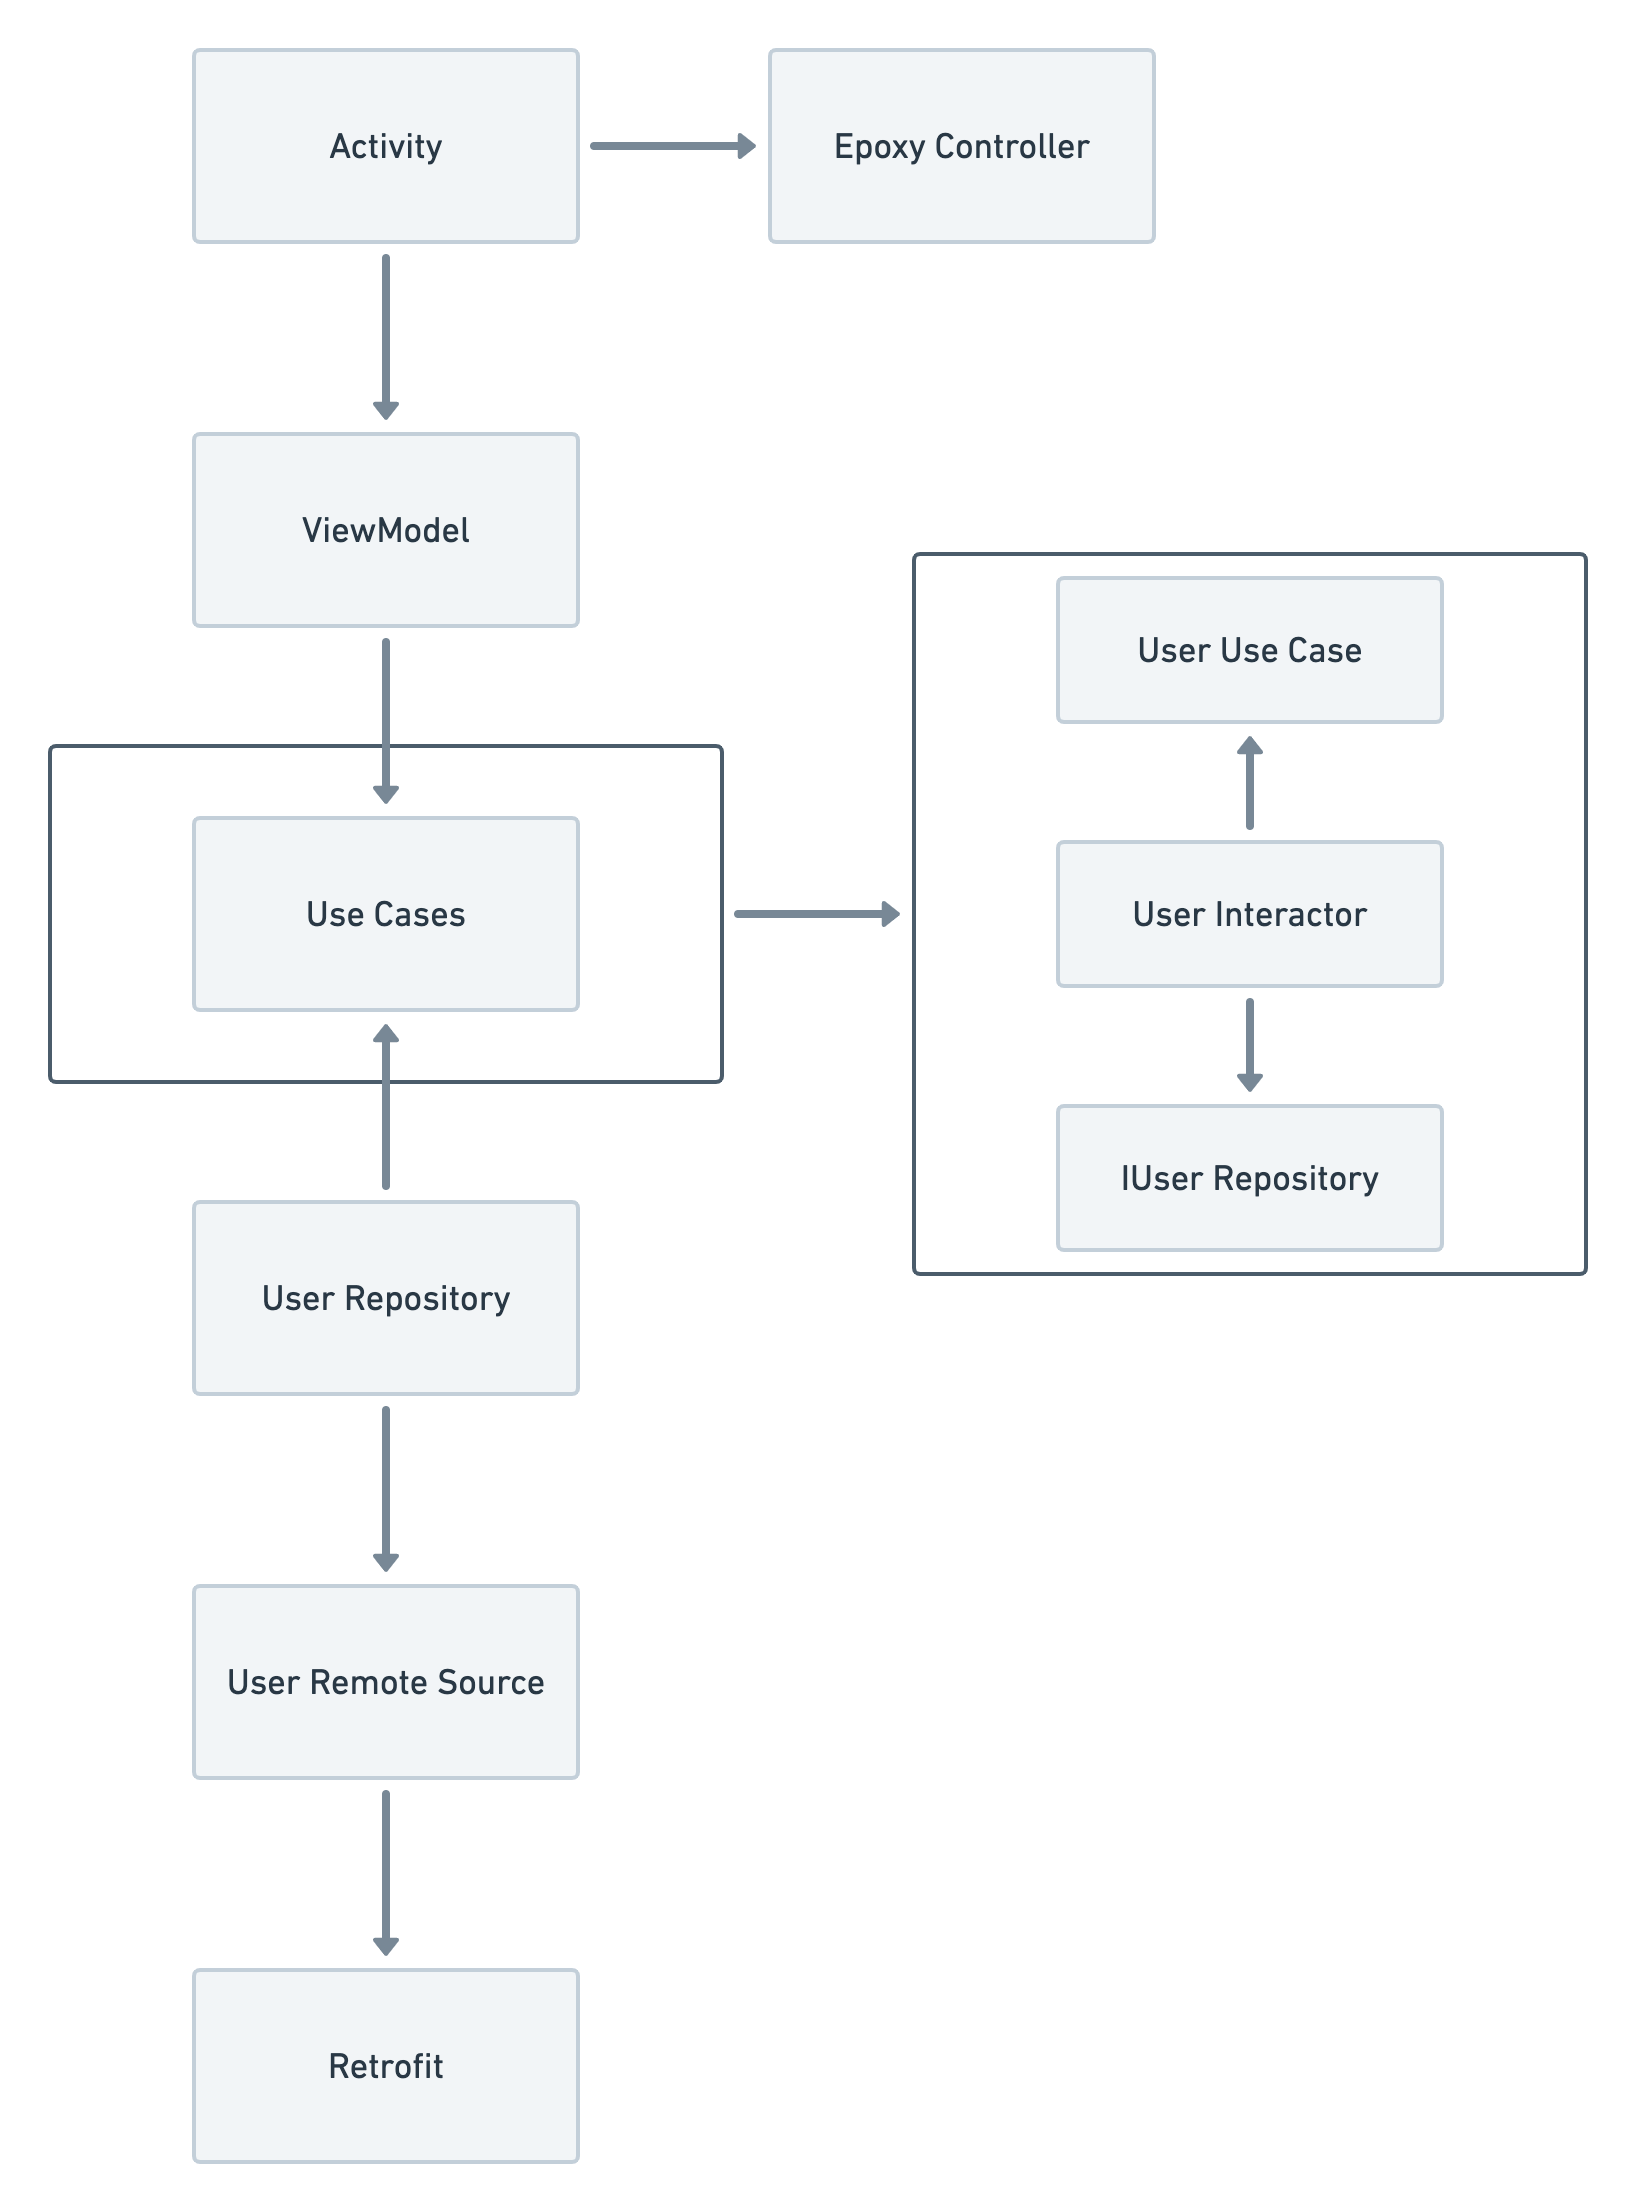 Activity
Epoxy Controller
ViewModel
Use Cases
User Use Case
User Interactor
IUser Repository
User Repository
User Remote Source
Retrofit